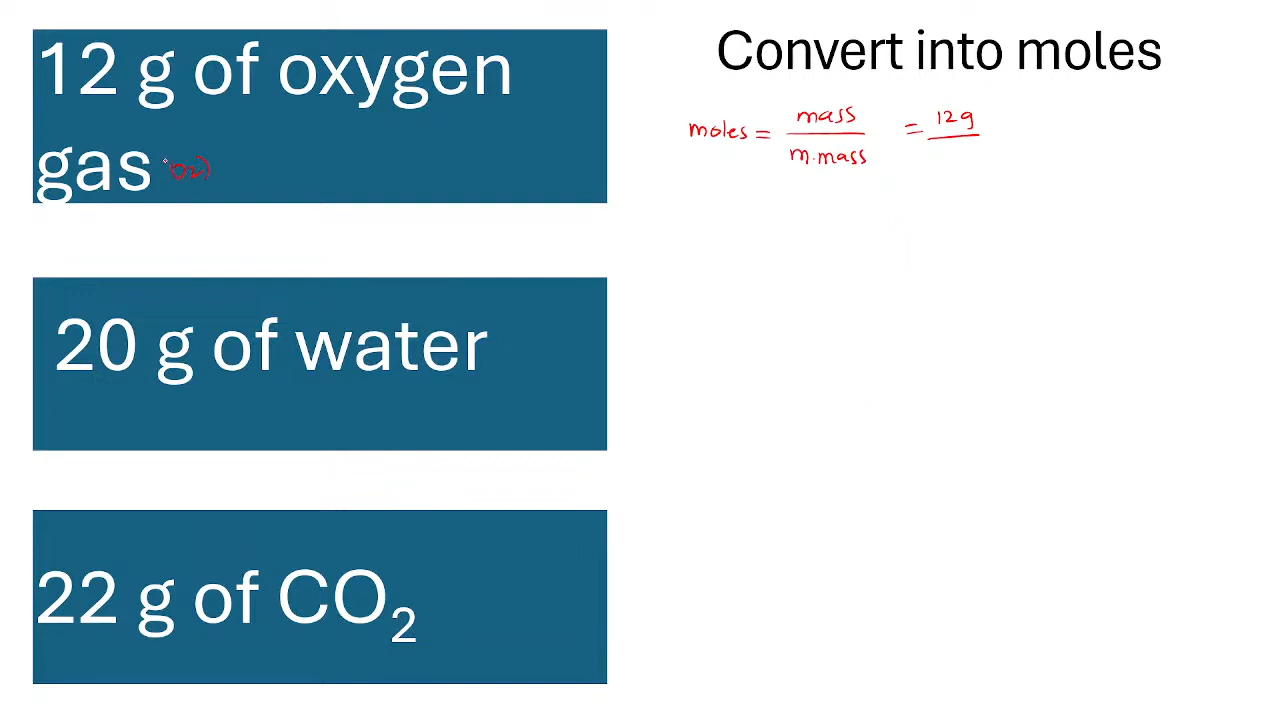 12 g of oxygen
gas O2)
Convert into moles
moles = mass / m.mass = 12g
20 g of water
22 g of CO₂